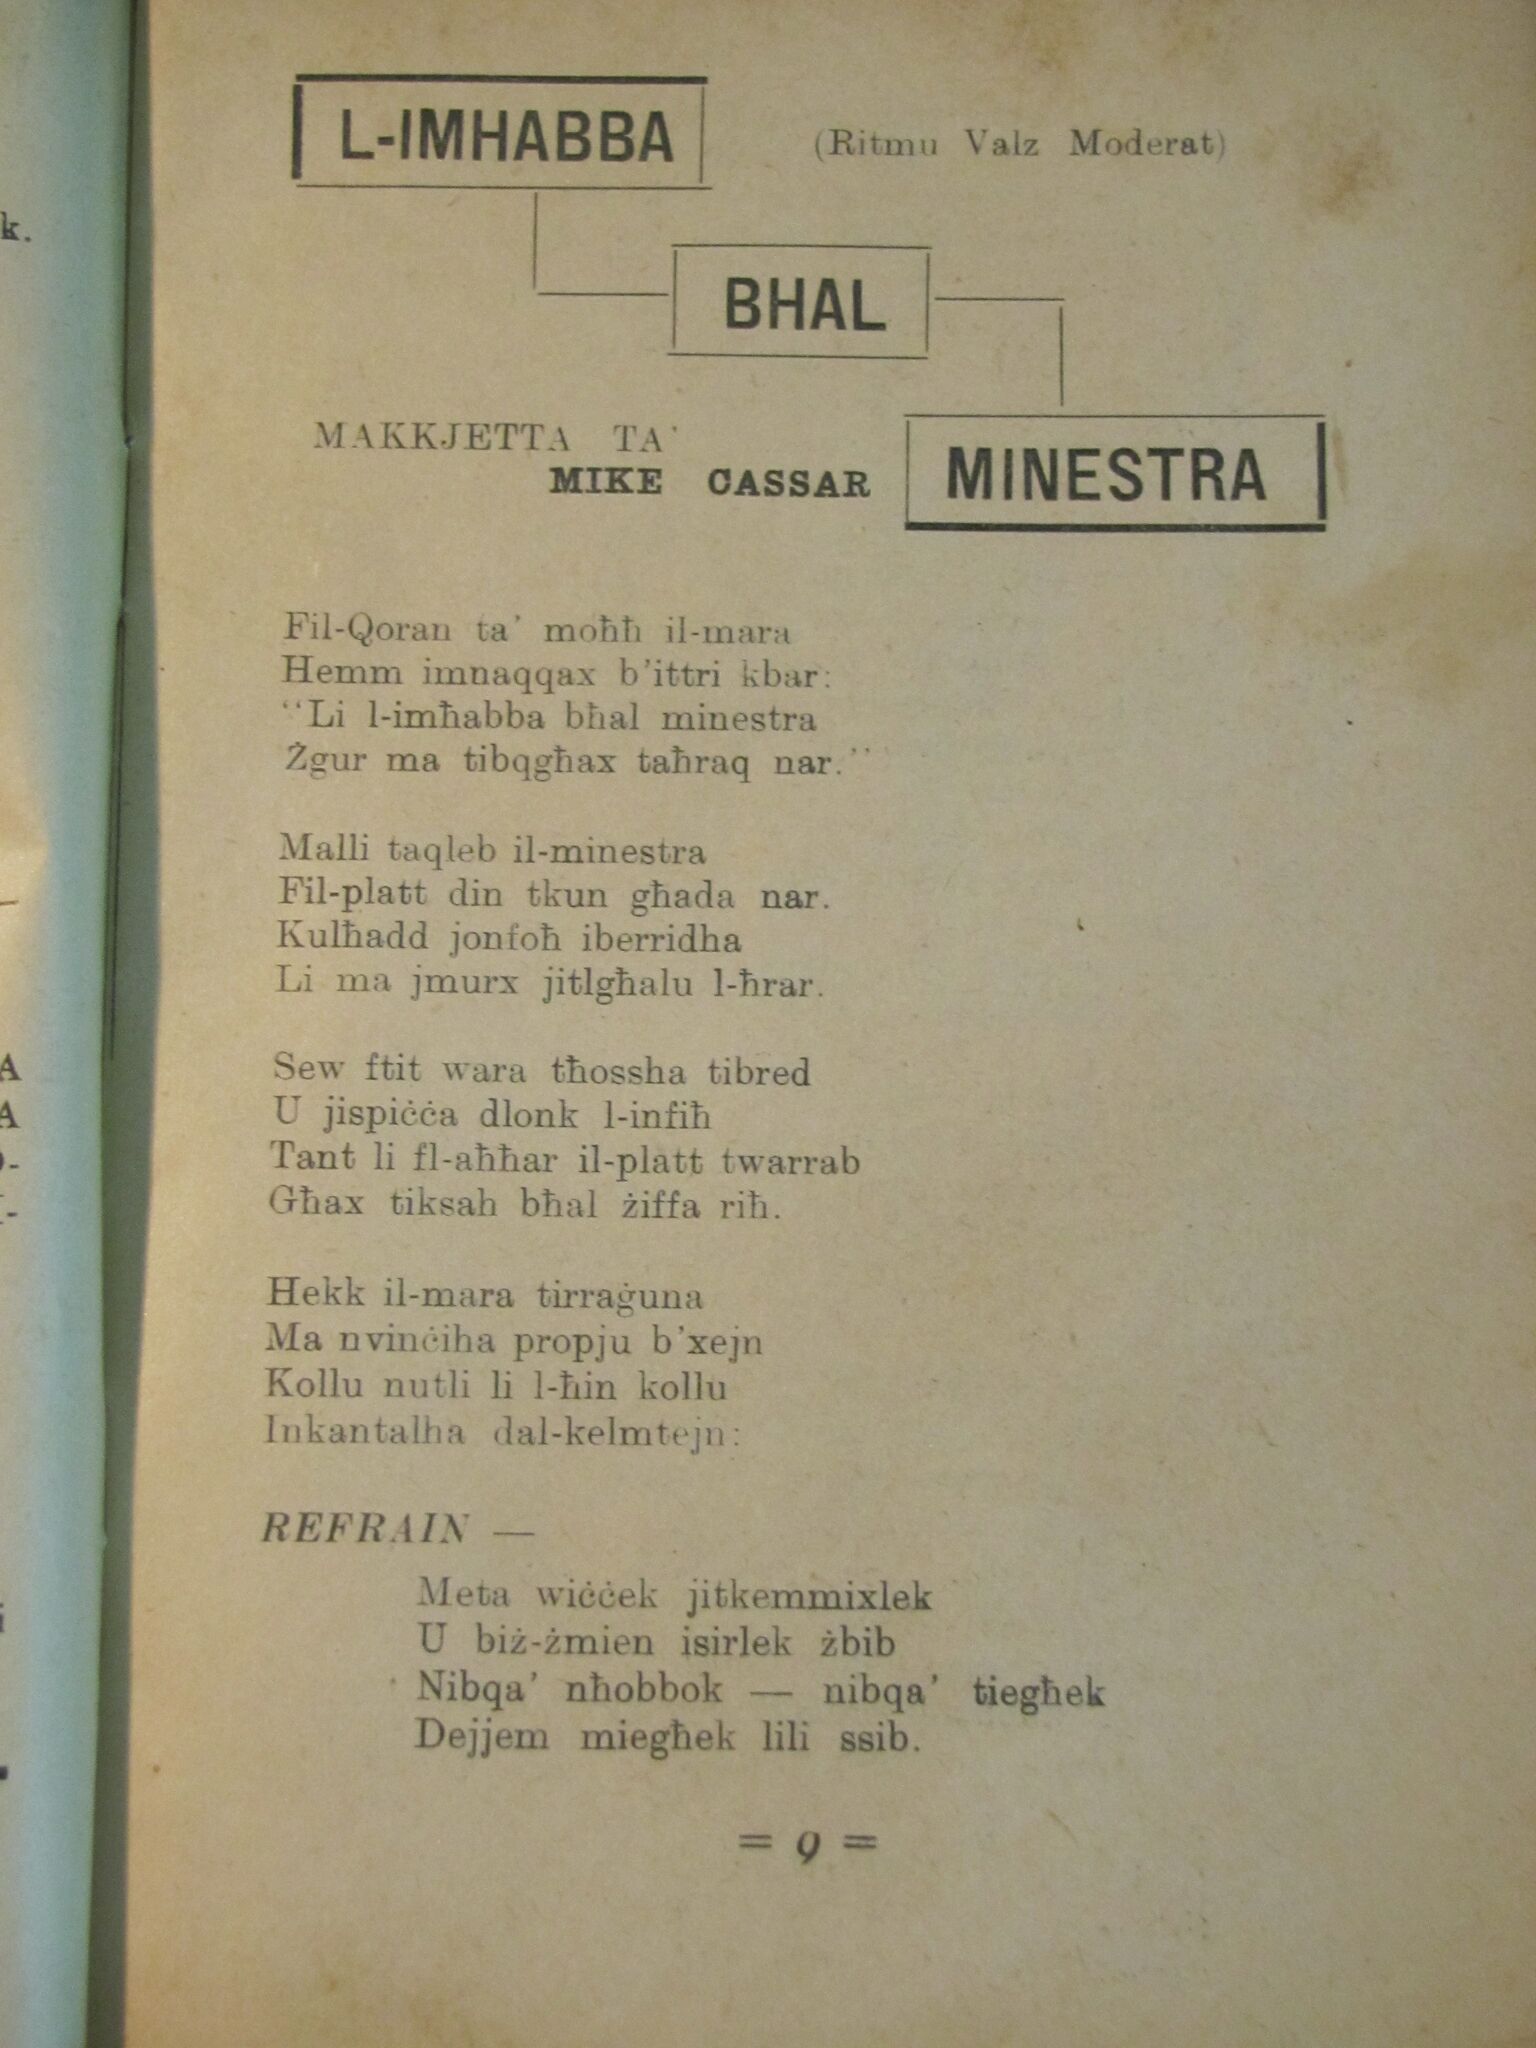 L-IMHABBA
(Ritmu Valz Moderat)
BHAL
MINESTRA
MAKKJETTA TA'
MIKE CASSAR
Fil-Qoran ta' moħħ il-mara
Hemm imnaqqax b'ittri kbar:
"Li l-imħabba bħal minestra
Żgur ma tibqgħax taħraq nar."
Malli taqleb il-minestra
Fil-platt din tkun għada nar.
Kulħadd jonfoħ iberridha
Li ma jmurx jitlgħalu l-ħrar.
Sew ftit wara tħossha tibred
U jispiċċa dlonk l-infiħ
Tant li fl-aħħar il-platt twarrab
Għax tiksaħ bħal żiffa riħ.
Hekk il-mara tirraġuna
Ma nvinċiha propju b'xejn
Kollu nutli li l-ħin kollu
Inkantalha dal-kelmtejn:
REFRAIN —
Meta wiċċek jitkemmixlek
U biż-żmien isirlek żbib
Nibqa' nħobbok — nibqa' tiegħek
Dejjem miegħek lili ssib.
= 9 =
k.
A
A